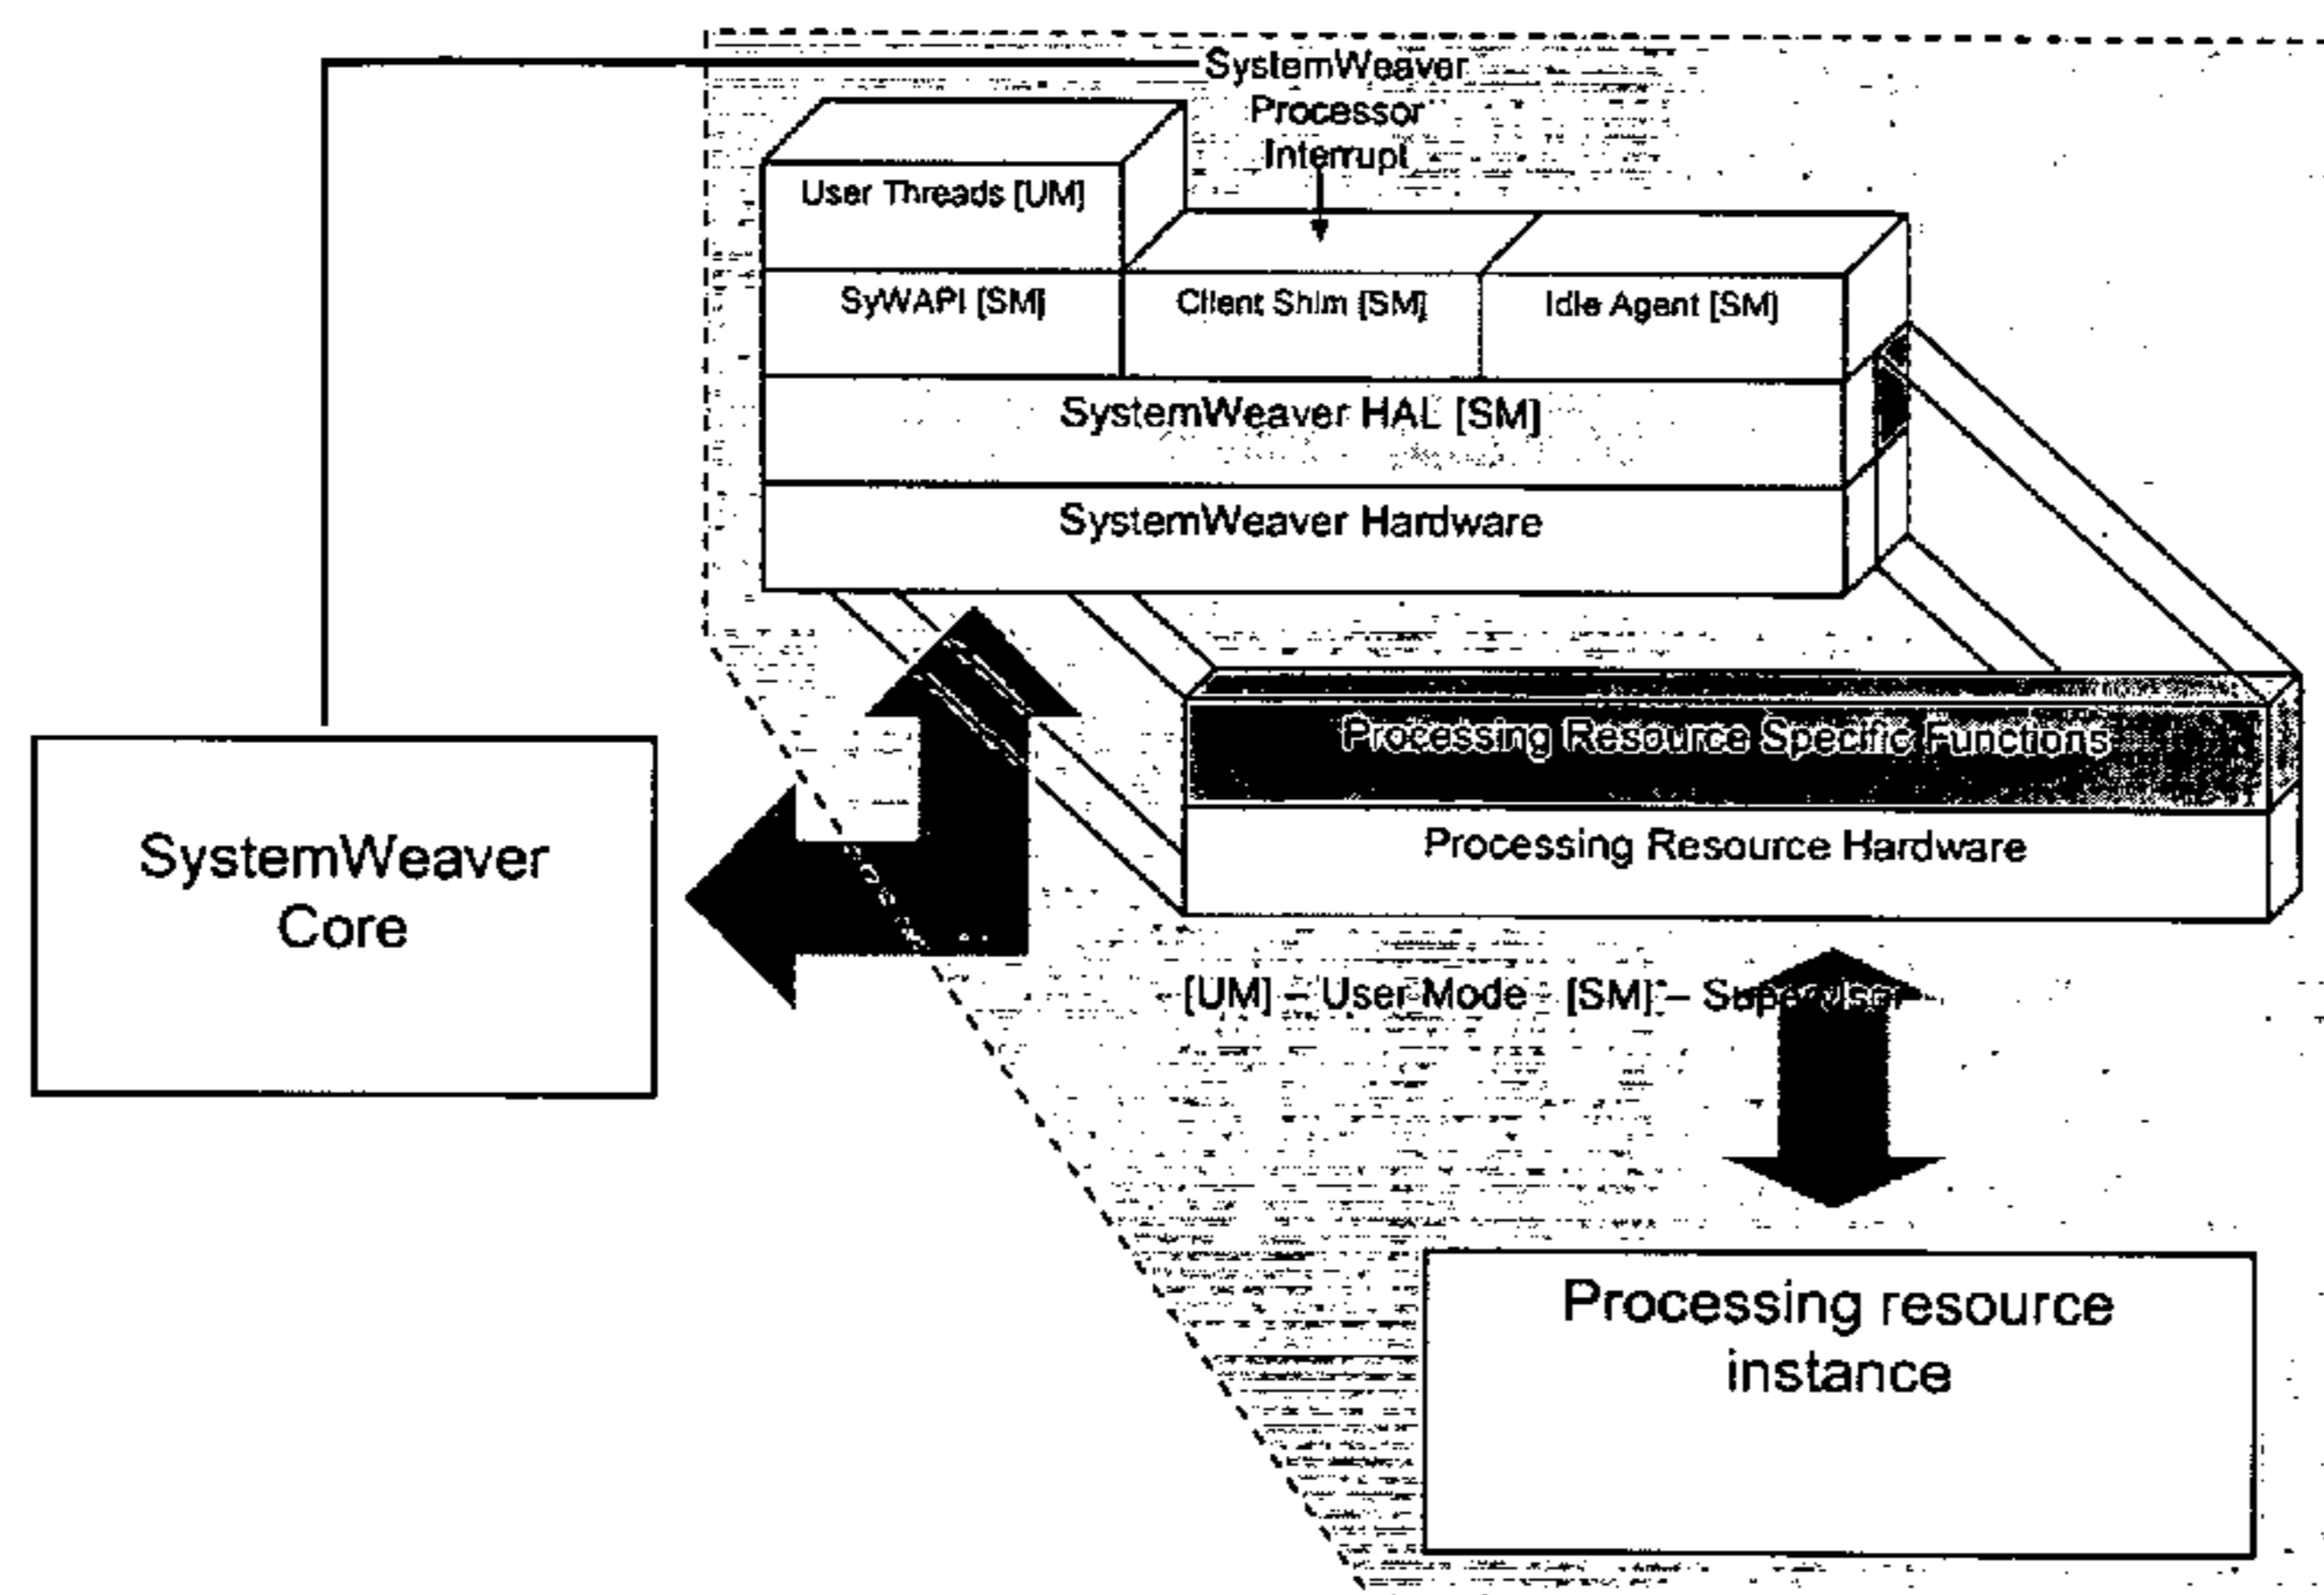 SystemWeaver
Processor
Interrupt
User Threads [UM]
SyWAPI [SM]
Client Shim [SM]
Idle Agent [SM]
SystemWeaver HAL [SM]
SystemWeaver Hardware
Processing Resource Specific Functions
Processing Resource Hardware
SystemWeaver
Core
[UM] – User Mode [SM] – Supervisor
Processing resource
instance